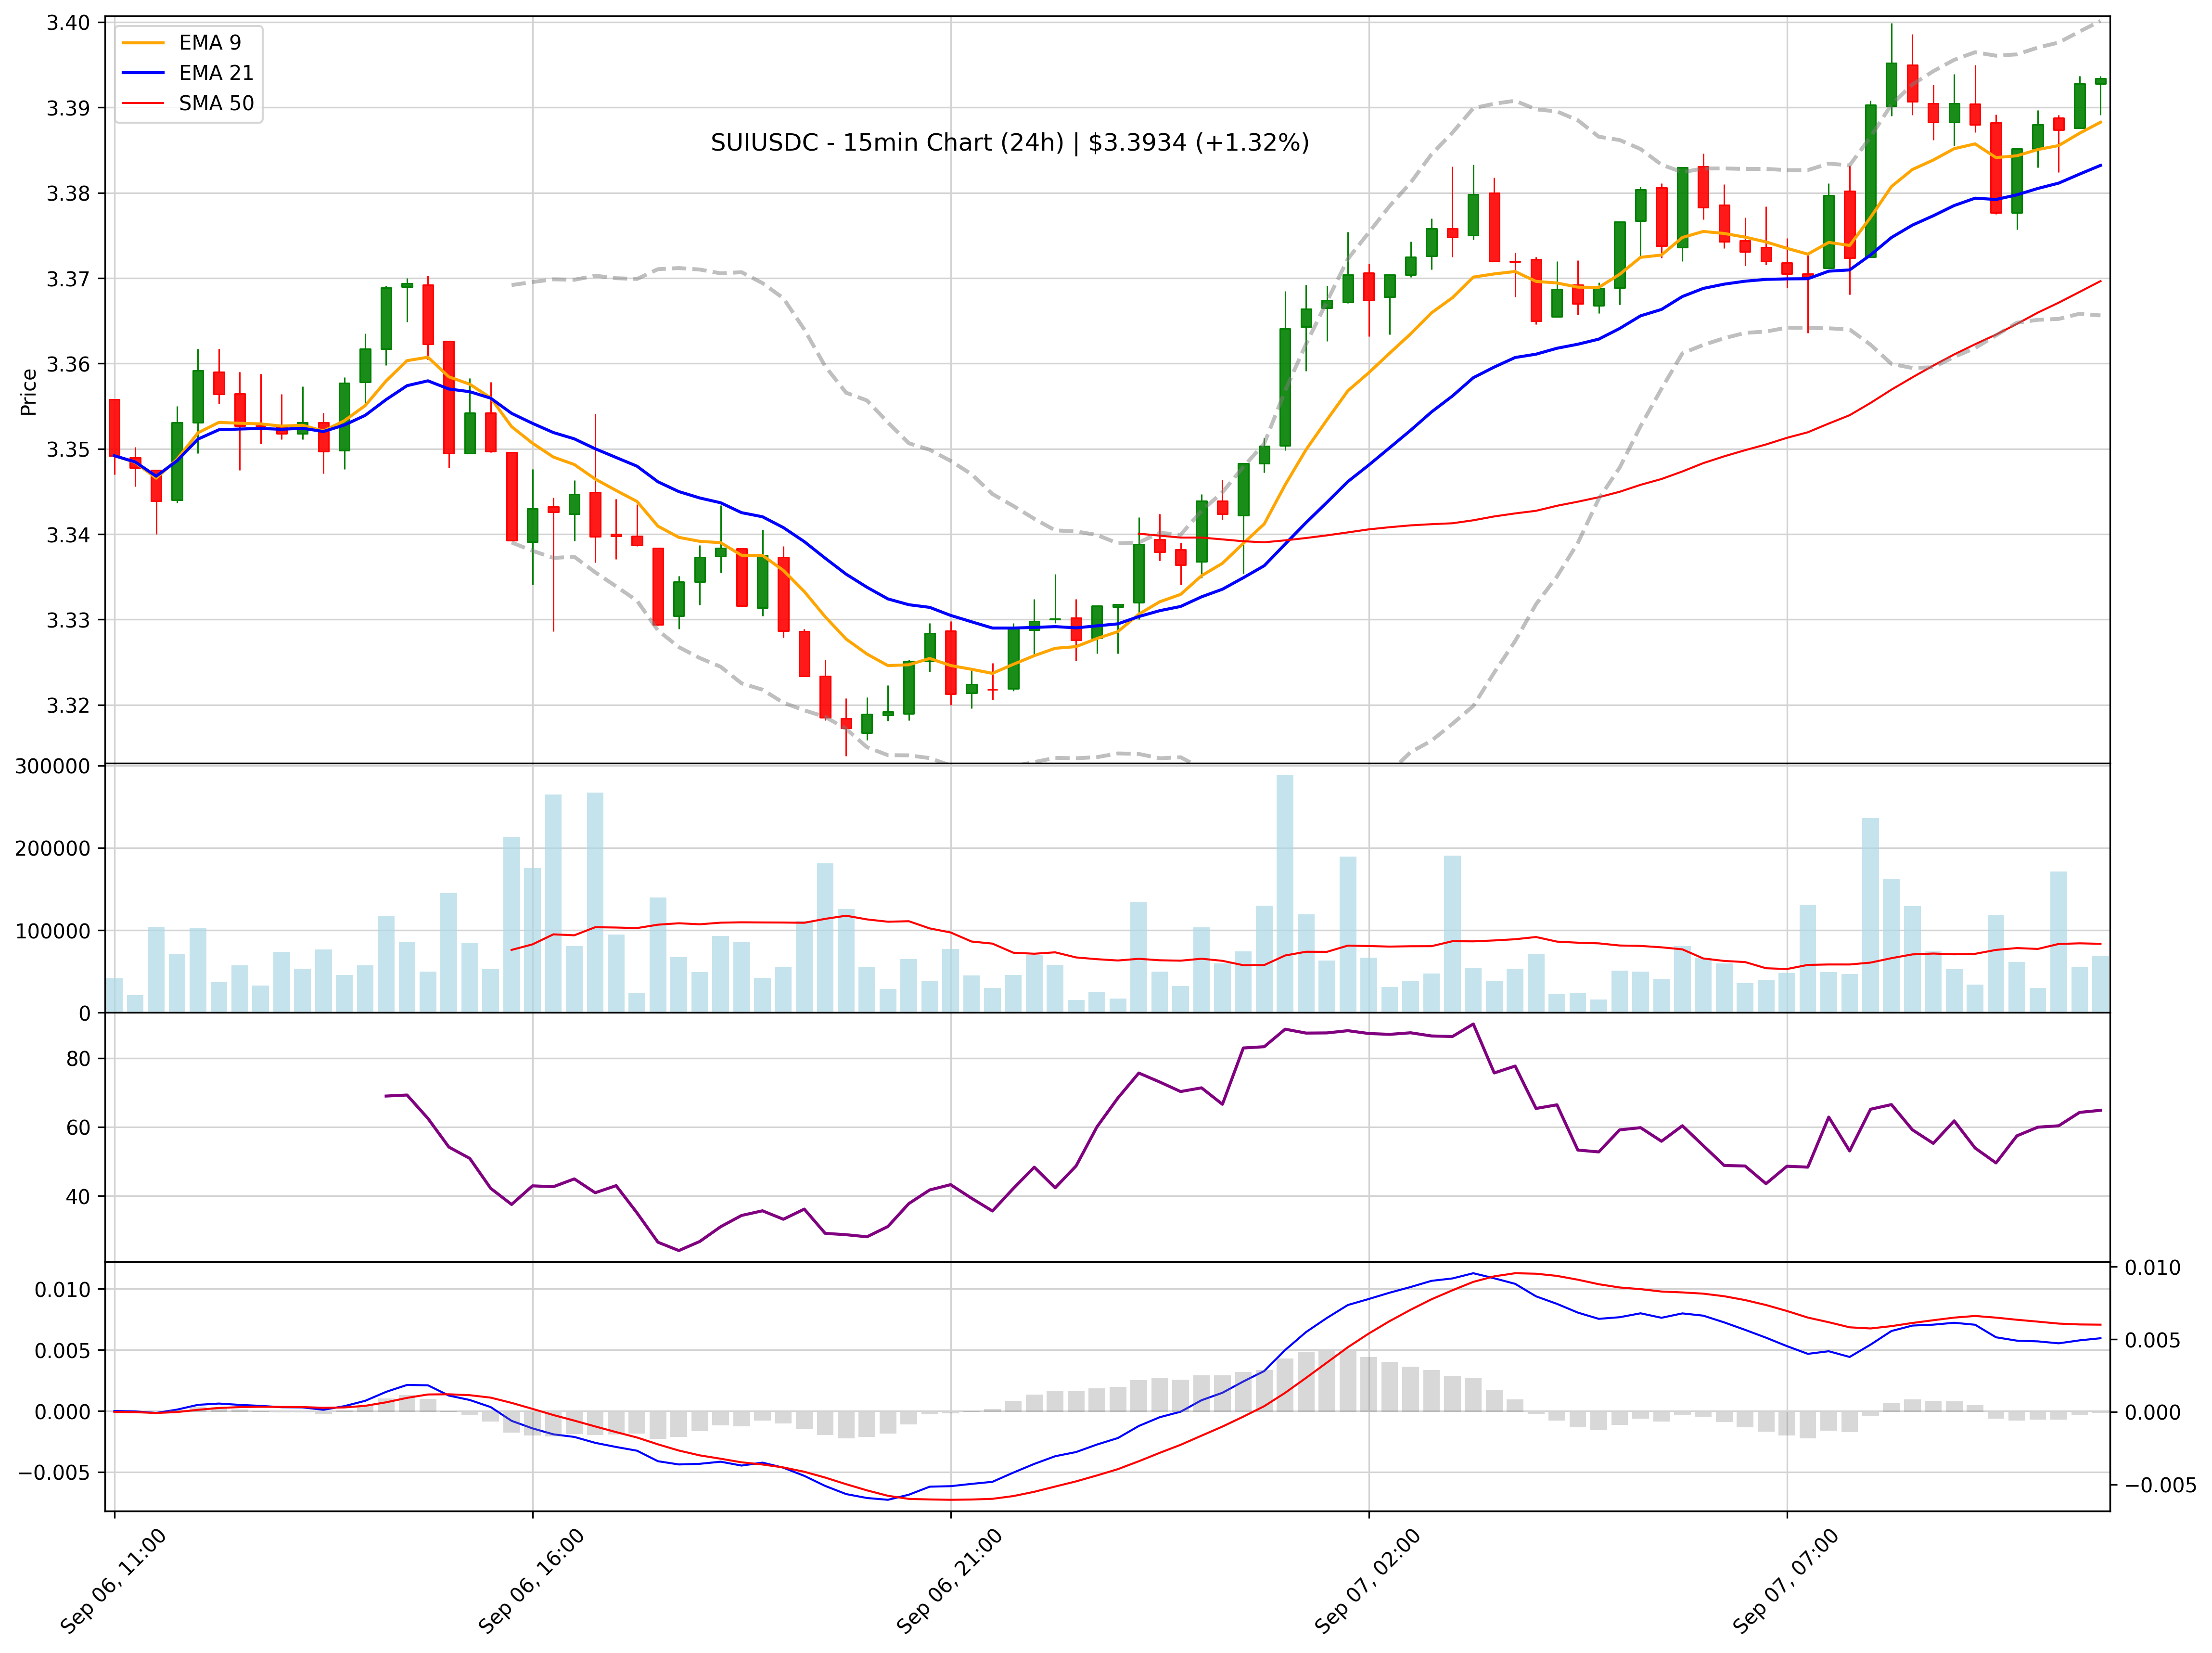 3.40
EMA 9
EMA 21
SMA 50
3.39
SUIUSDC - 15min Chart (24h) | $3.3934 (+1.32%)
3.38
3.37
3.36
Price
3.35
3.34
3.33
3.32
300000
200000
100000
0
80
60
40
0.010
0.010
0.005
0.005
0.000
0.000
−0.005
−0.005
Sep 06, 11:00
Sep 06, 16:00
Sep 06, 21:00
Sep 07, 02:00
Sep 07, 07:00